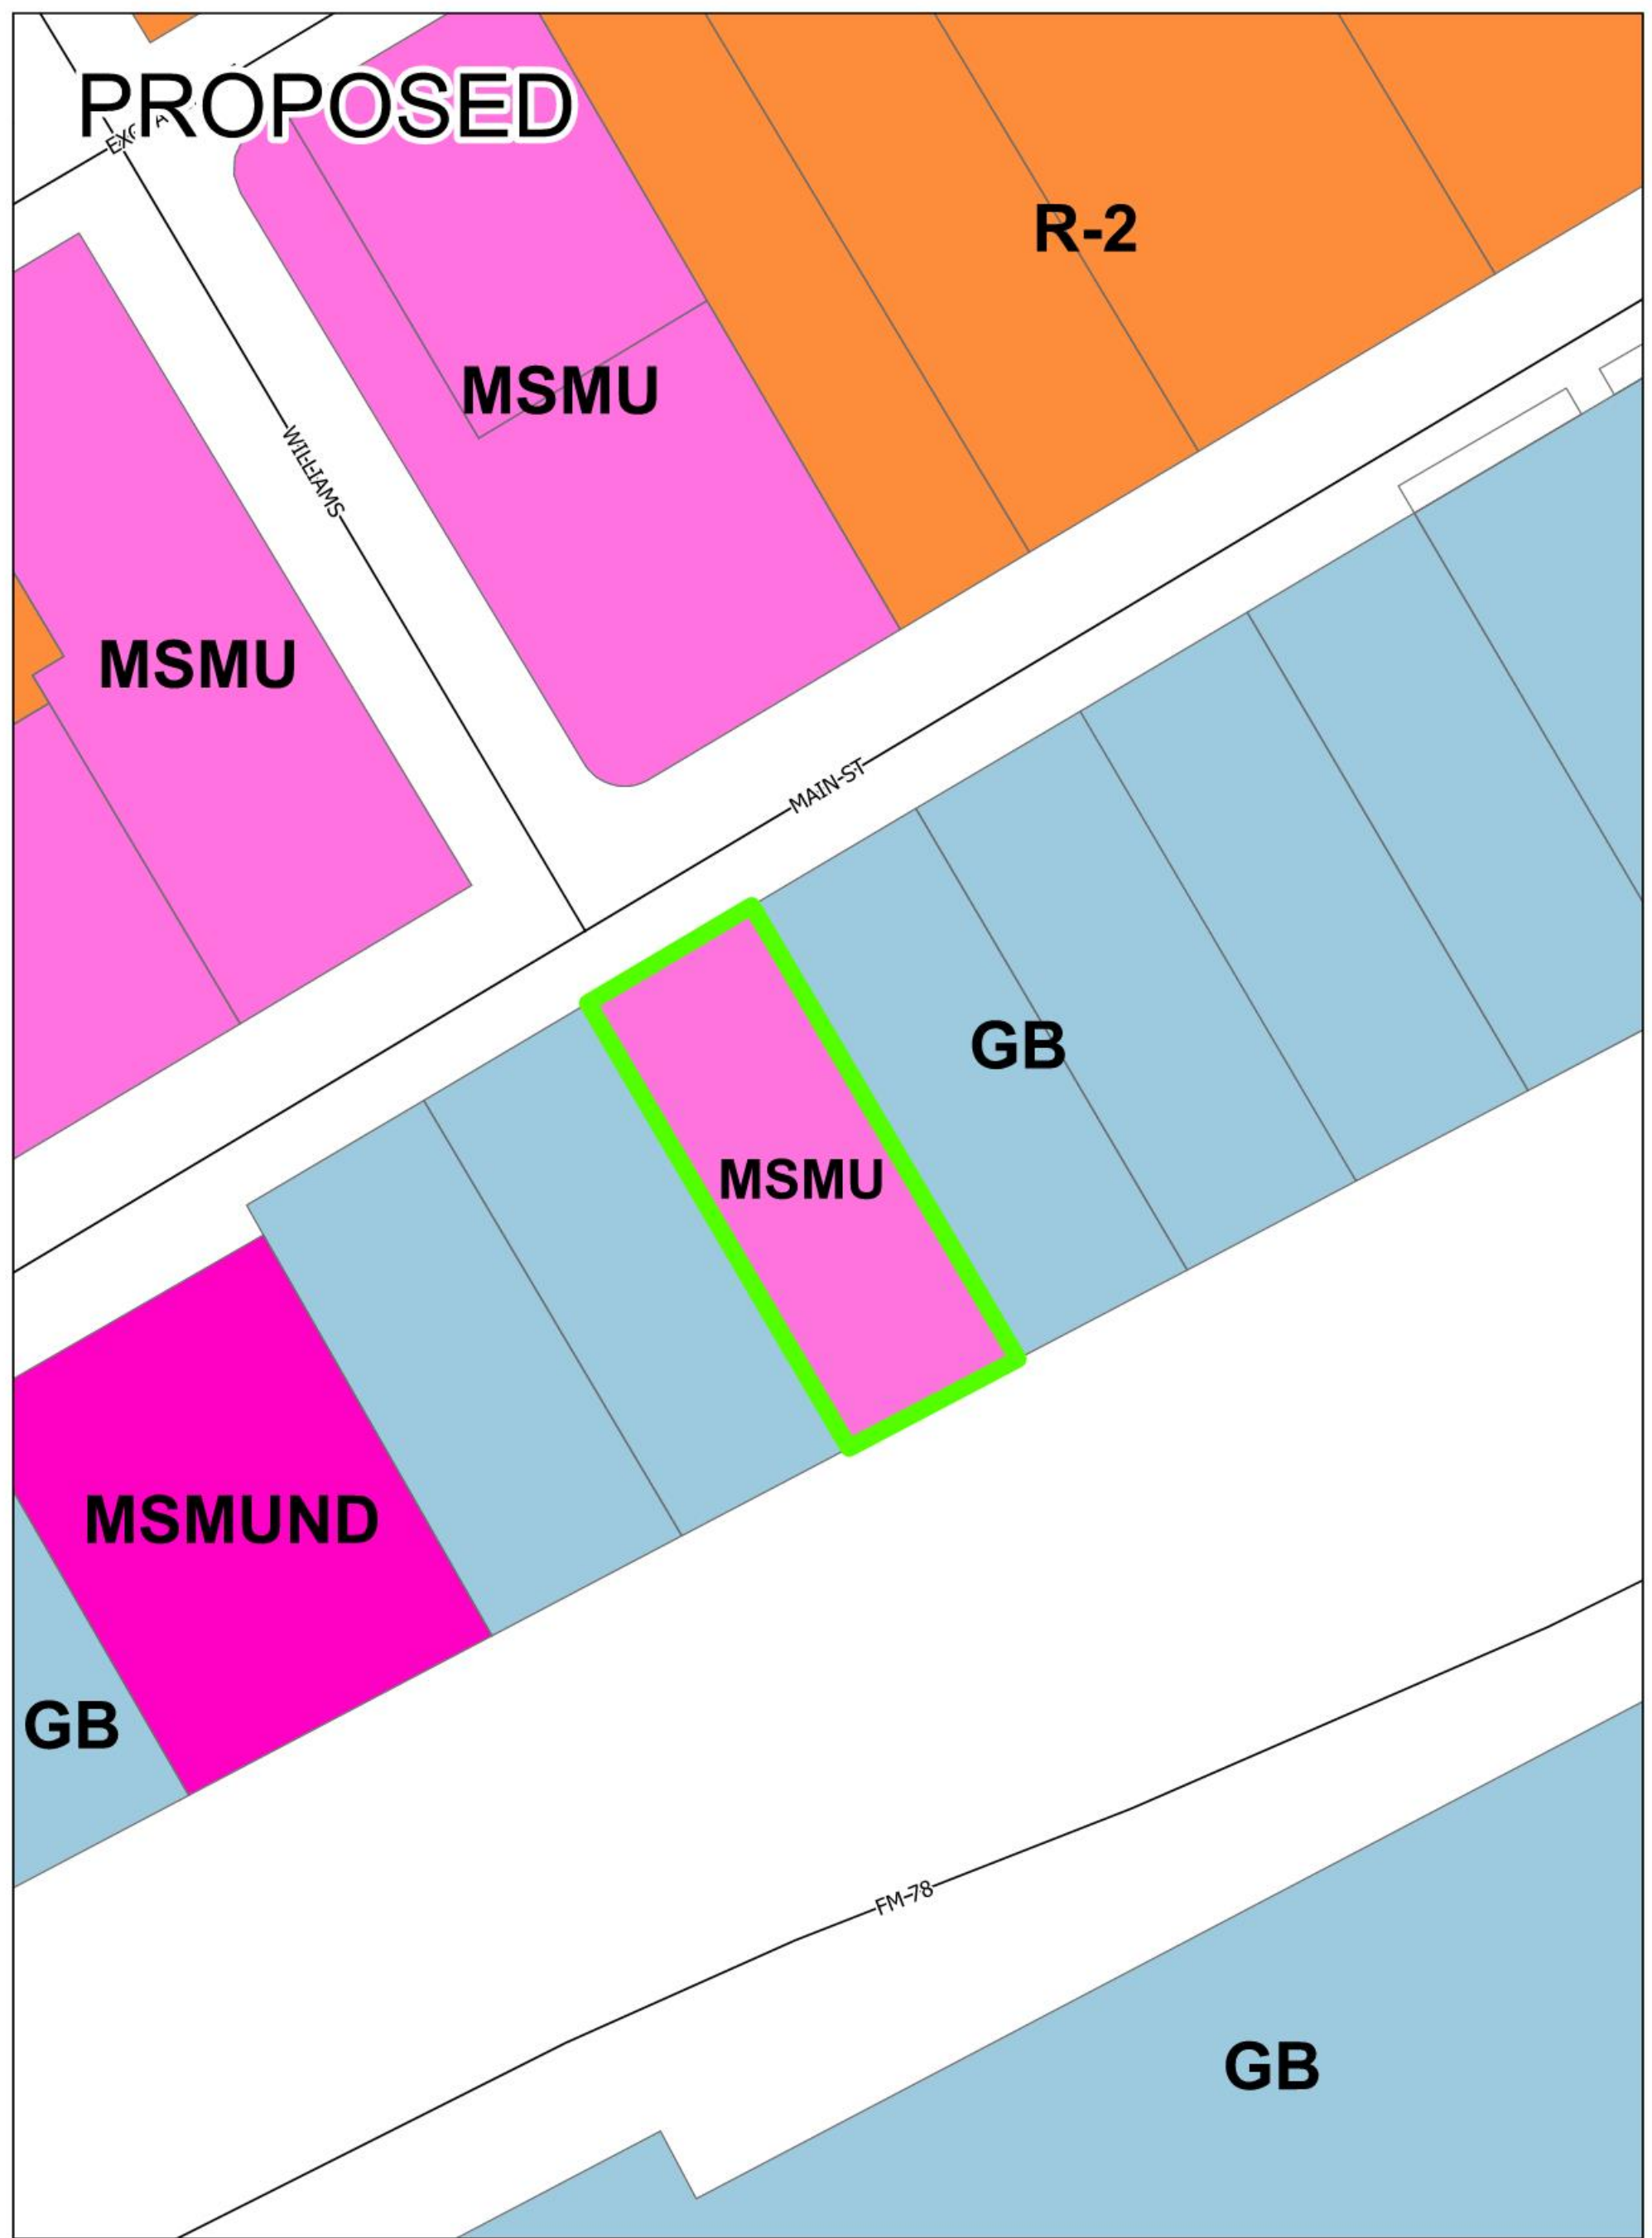 PROPOSED
R-2
MSMU
WILLIAMS
MSMU
MAIN-ST
GB
MSMU
MSMUND
GB
FM-78
GB